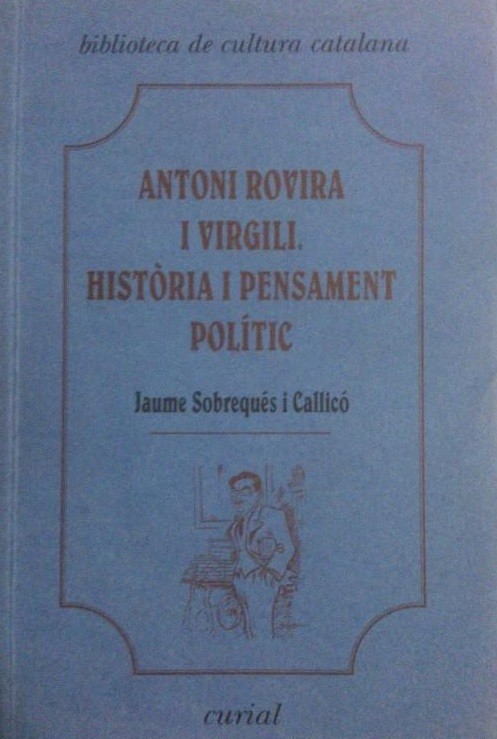 biblioteca de cultura catalana
ANTONI ROVIRA
I VIRGILI.
HISTÒRIA I PENSAMENT
POLÍTIC
Jaume Sobrequés i Callicó
curial